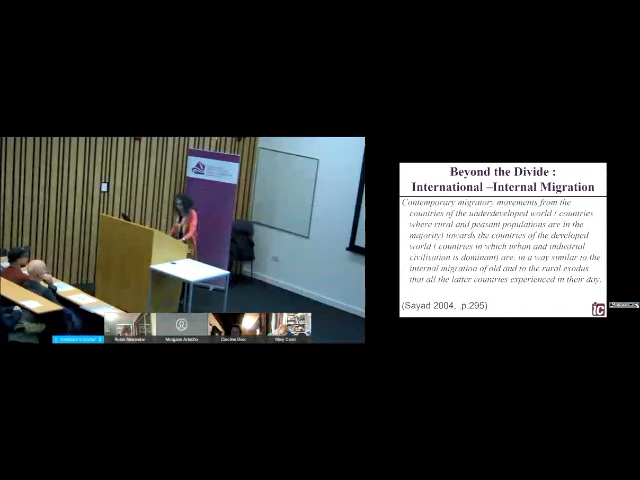 Beyond the Divide :
International –Internal Migration
Contemporary migratory movements from the
countries of the underdeveloped world ( countries
where rural and peasant populations are in the
majority) towards the countries of the developed
world ( countries in which urban and industrial
civilisation is dominant) are, in a way similar to the
internal migration of old and to the rural exodus
that all the latter countries experienced in their day.
(Sayad 2004, .p.295)